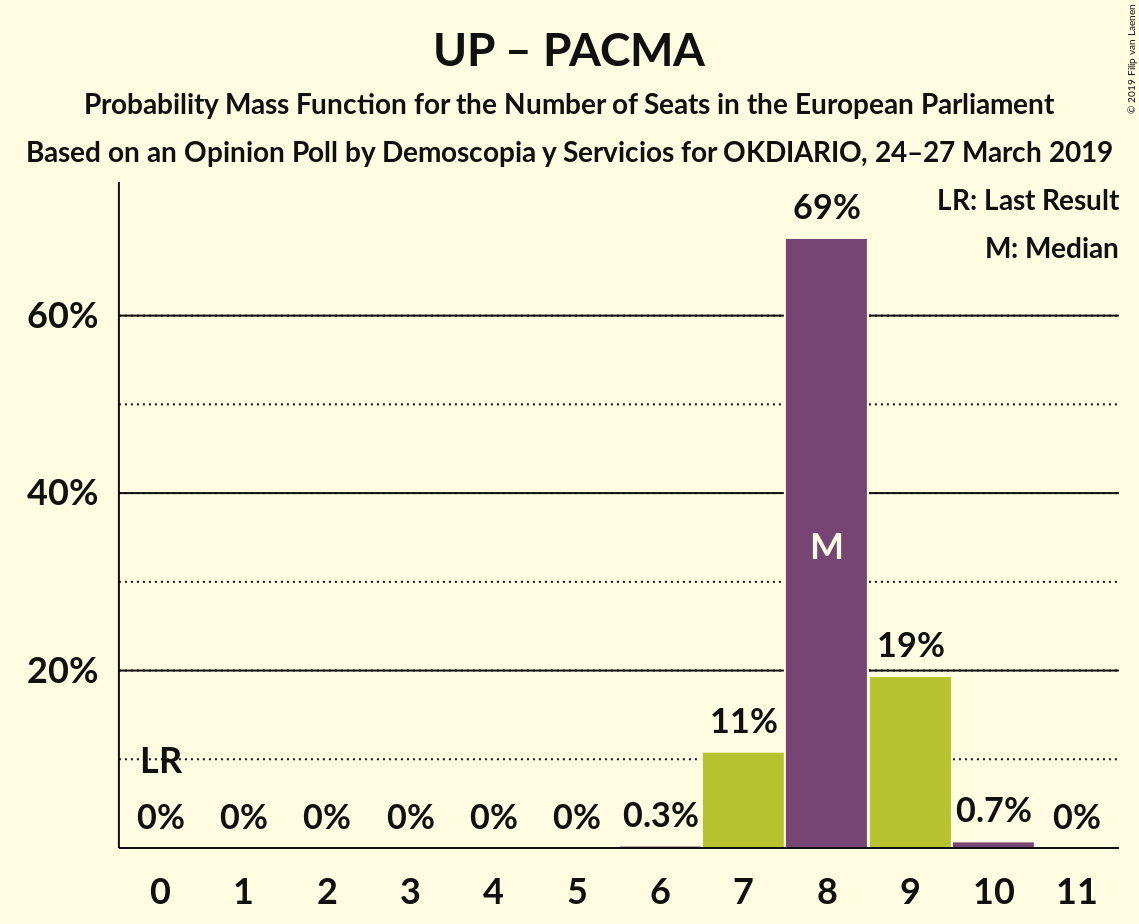 UP – PACMA
Probability Mass Function for the Number of Seats in the European Parliament
Based on an Opinion Poll by Demoscopia y Servicios for OKDIARIO, 24–27 March 2019
© 2019 Filip van Laenen
LR: Last Result
M: Median
69%
60%
40%
M
20%
19%
11%
LR
0% 0% 0% 0% 0% 0% 0.3% 0.7% 0%
0 1 2 3 4 5 6 7 8 9 10 11